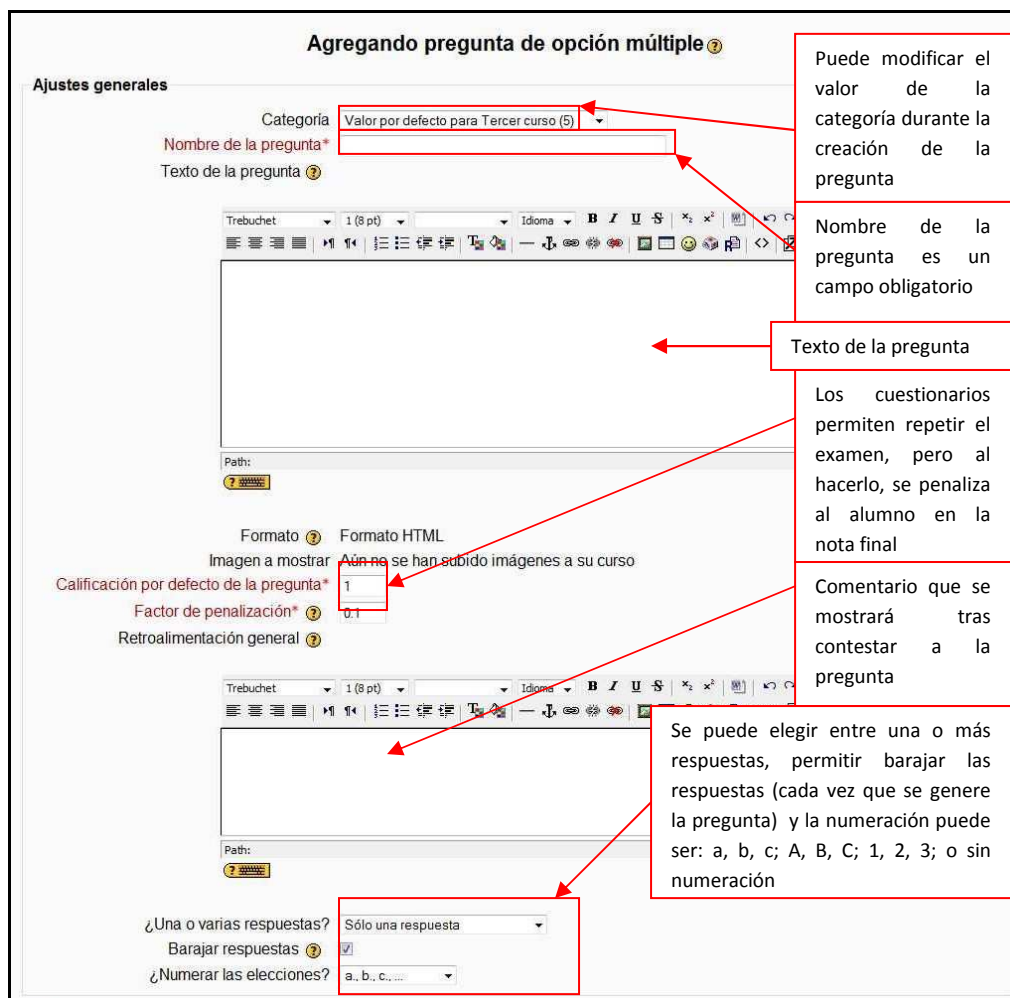 Agregando pregunta de opción múltiple
Ajustes generales
Categoría Valor por defecto para Tercer curso (5)
Nombre de la pregunta*
Texto de la pregunta
Trebuchet 1 (8 pt) Idioma B I U S x₂ x²
Path:
Formato Formato HTML
Imagen a mostrar Aún no se han subido imágenes a su curso
Calificación por defecto de la pregunta* 1
Factor de penalización* 0.1
Retroalimentación general
Trebuchet 1 (8 pt) Idioma B I U S x₂ x²
Path:
¿Una o varias respuestas? Sólo una respuesta
Barajar respuestas
¿Numerar las elecciones? a., b., c., ...
Puede modificar el
valor de la
categoría durante la
creación de la
pregunta
Nombre de la
pregunta es un
campo obligatorio
Texto de la pregunta
Los cuestionarios
permiten repetir el
examen, pero al
hacerlo, se penaliza
al alumno en la
nota final
Comentario que se
mostrará tras
contestar a la
pregunta
Se puede elegir entre una o más
respuestas, permitir barajar las
respuestas (cada vez que se genere
la pregunta) y la numeración puede
ser: a, b, c; A, B, C; 1, 2, 3; o sin
numeración